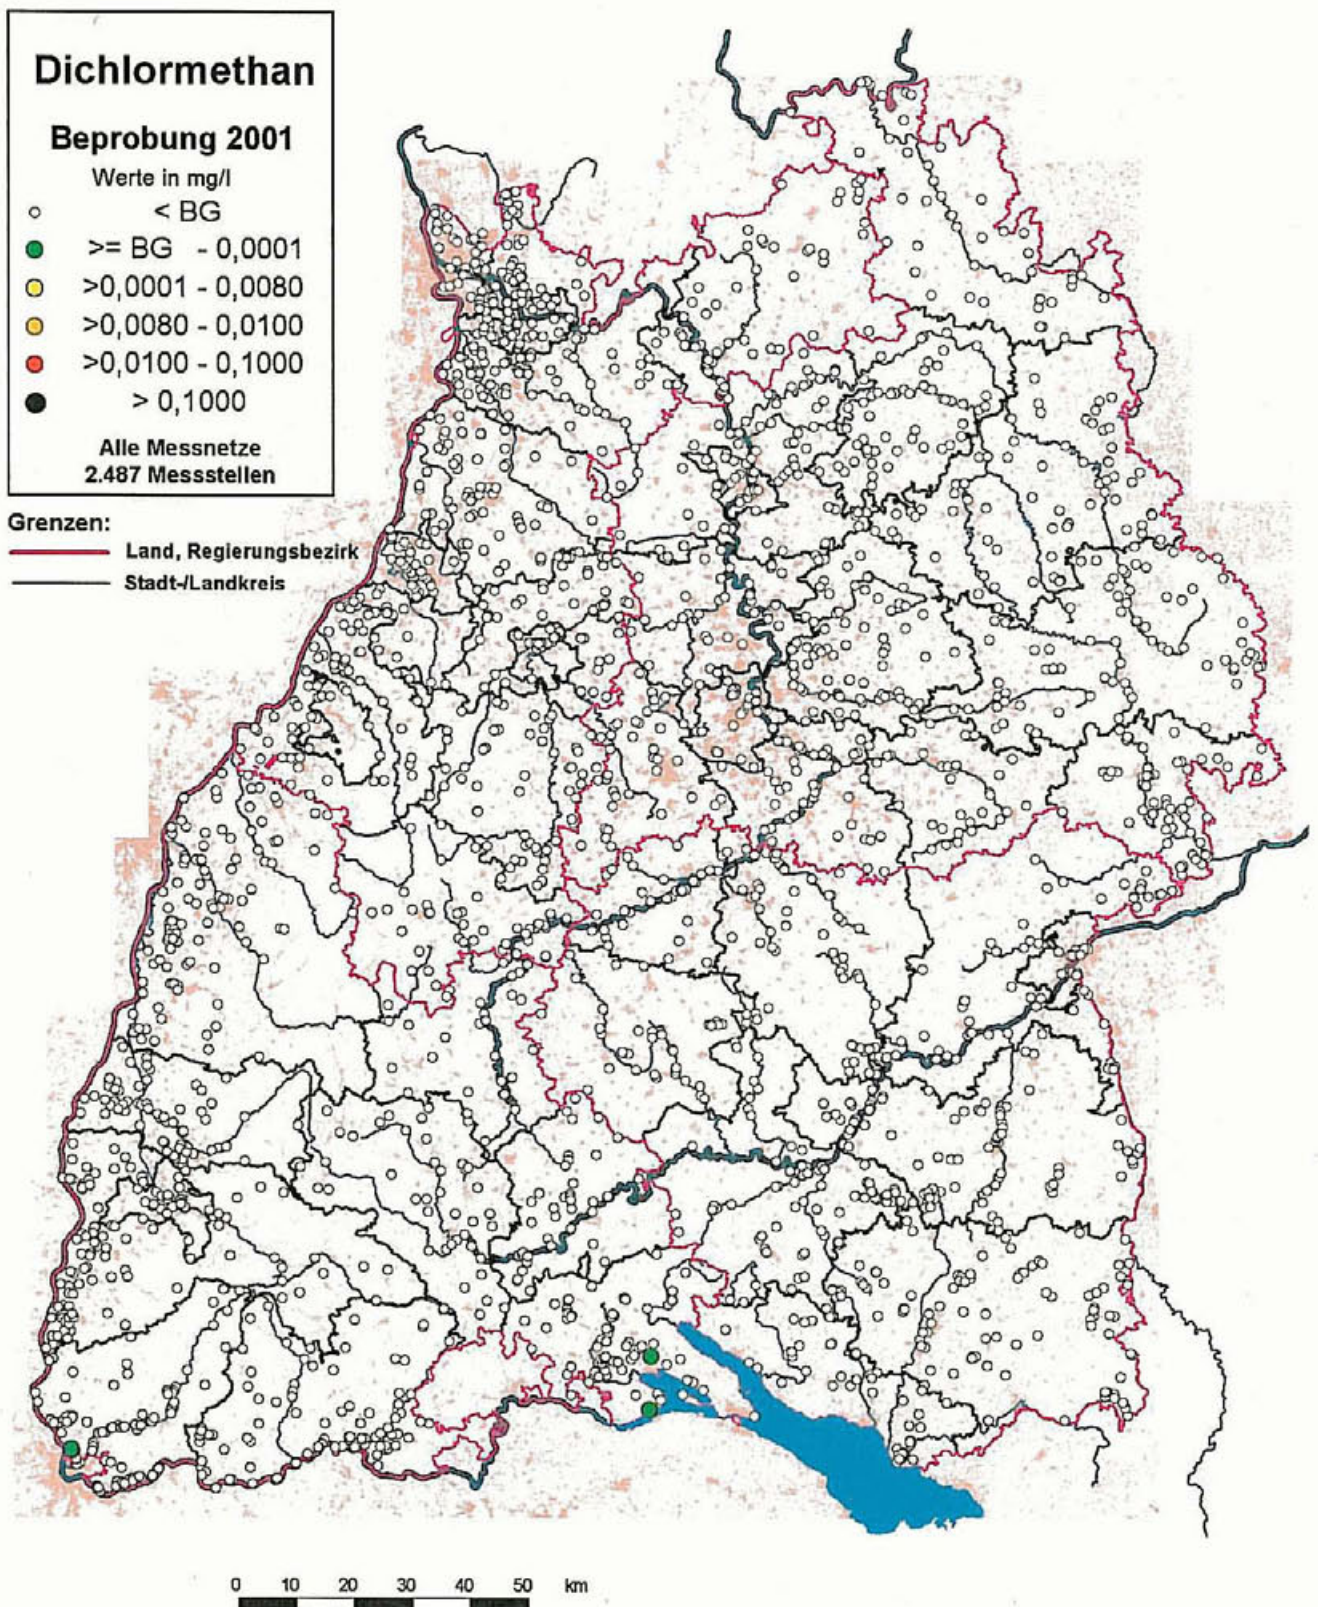 Dichlormethan
Beprobung 2001
Werte in mg/l
< BG
>= BG - 0,0001
>0,0001 - 0,0080
>0,0080 - 0,0100
>0,0100 - 0,1000
> 0,1000
Alle Messnetze
2.487 Messstellen
Grenzen:
Land, Regierungsbezirk
Stadt-/Landkreis
0 10 20 30 40 50 km